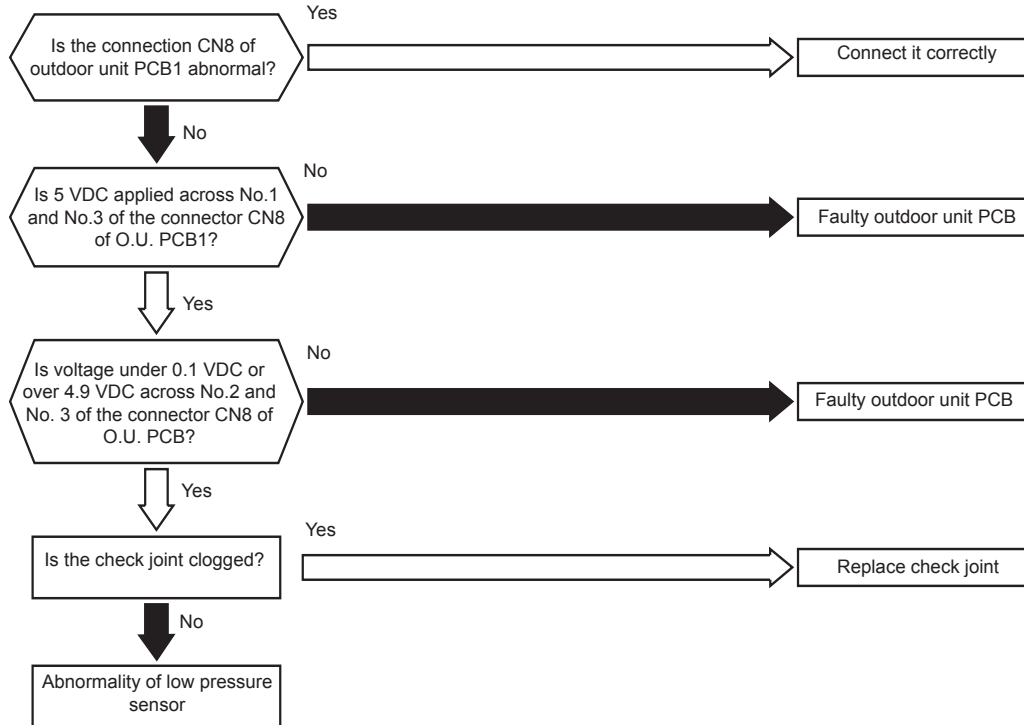 Yes
Is the connection CN8 of
outdoor unit PCB1 abnormal?
Connect it correctly
No
No
Is 5 VDC applied across No.1
and No.3 of the connector CN8
of O.U. PCB1?
Faulty outdoor unit PCB
Yes
No
Is voltage under 0.1 VDC or
over 4.9 VDC across No.2 and
No. 3 of the connector CN8 of
O.U. PCB?
Faulty outdoor unit PCB
Yes
Yes
Is the check joint clogged?
Replace check joint
No
Abnormality of low pressure
sensor